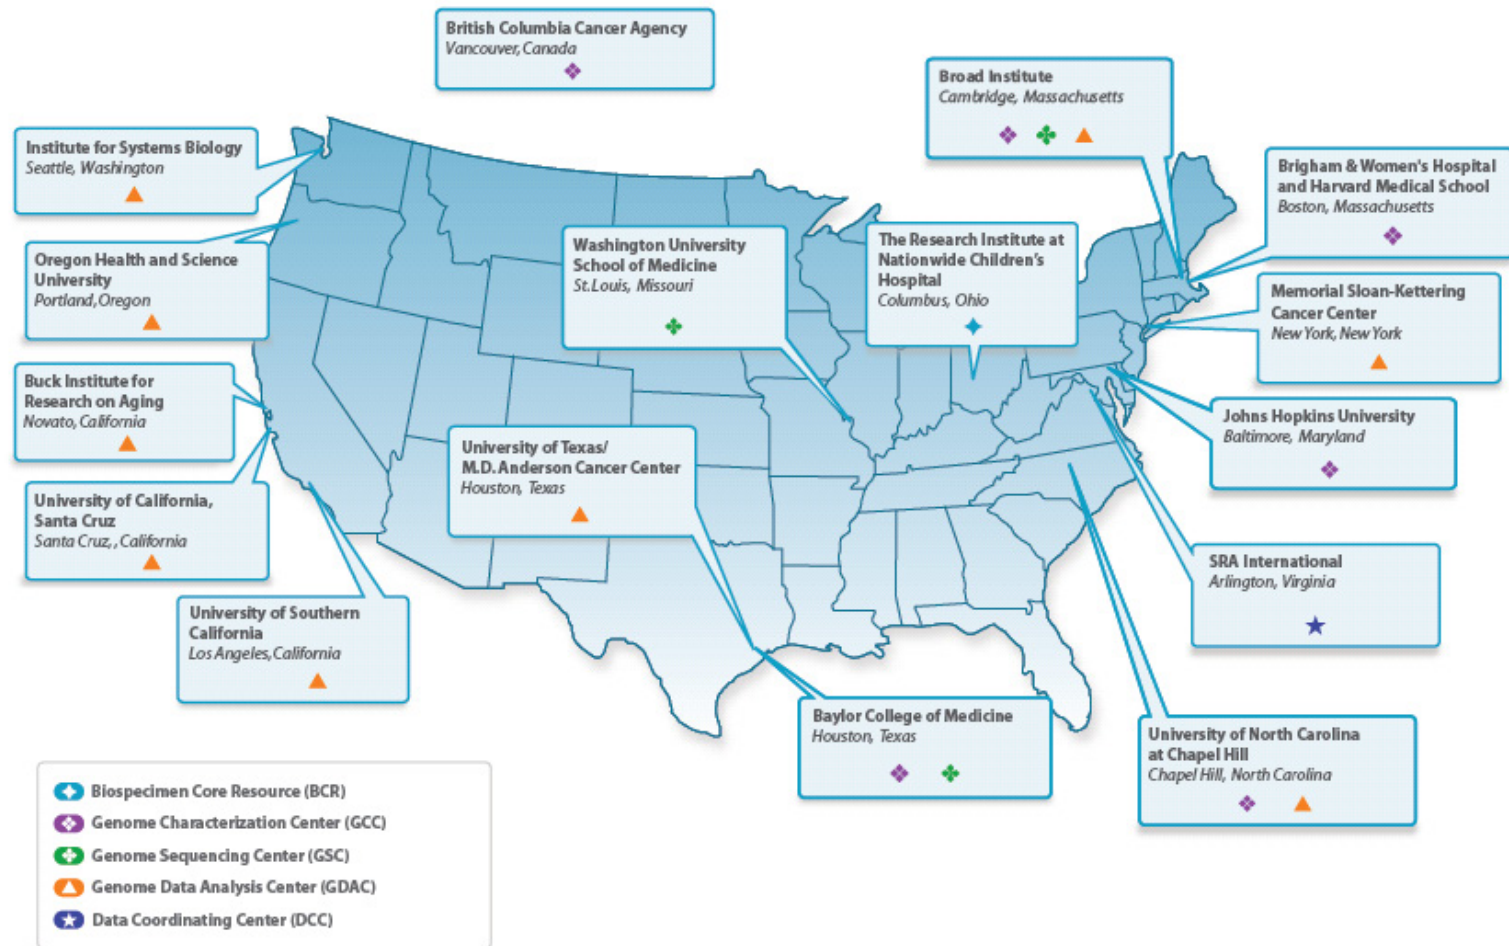 British Columbia Cancer Agency
Vancouver, Canada
Broad Institute
Cambridge, Massachusetts
Institute for Systems Biology
Seattle, Washington
Brigham & Women's Hospital
and Harvard Medical School
Boston, Massachusetts
Oregon Health and Science
University
Portland, Oregon
Washington University
School of Medicine
St. Louis, Missouri
The Research Institute at
Nationwide Children's
Hospital
Columbus, Ohio
Memorial Sloan-Kettering
Cancer Center
New York, New York
Buck Institute for
Research on Aging
Novato, California
Johns Hopkins University
Baltimore, Maryland
University of Texas/
M.D. Anderson Cancer Center
Houston, Texas
University of California,
Santa Cruz
Santa Cruz, , California
SRA International
Arlington, Virginia
University of Southern
California
Los Angeles, California
Baylor College of Medicine
Houston, Texas
University of North Carolina
at Chapel Hill
Chapel Hill, North Carolina
Biospecimen Core Resource (BCR)
Genome Characterization Center (GCC)
Genome Sequencing Center (GSC)
Genome Data Analysis Center (GDAC)
Data Coordinating Center (DCC)